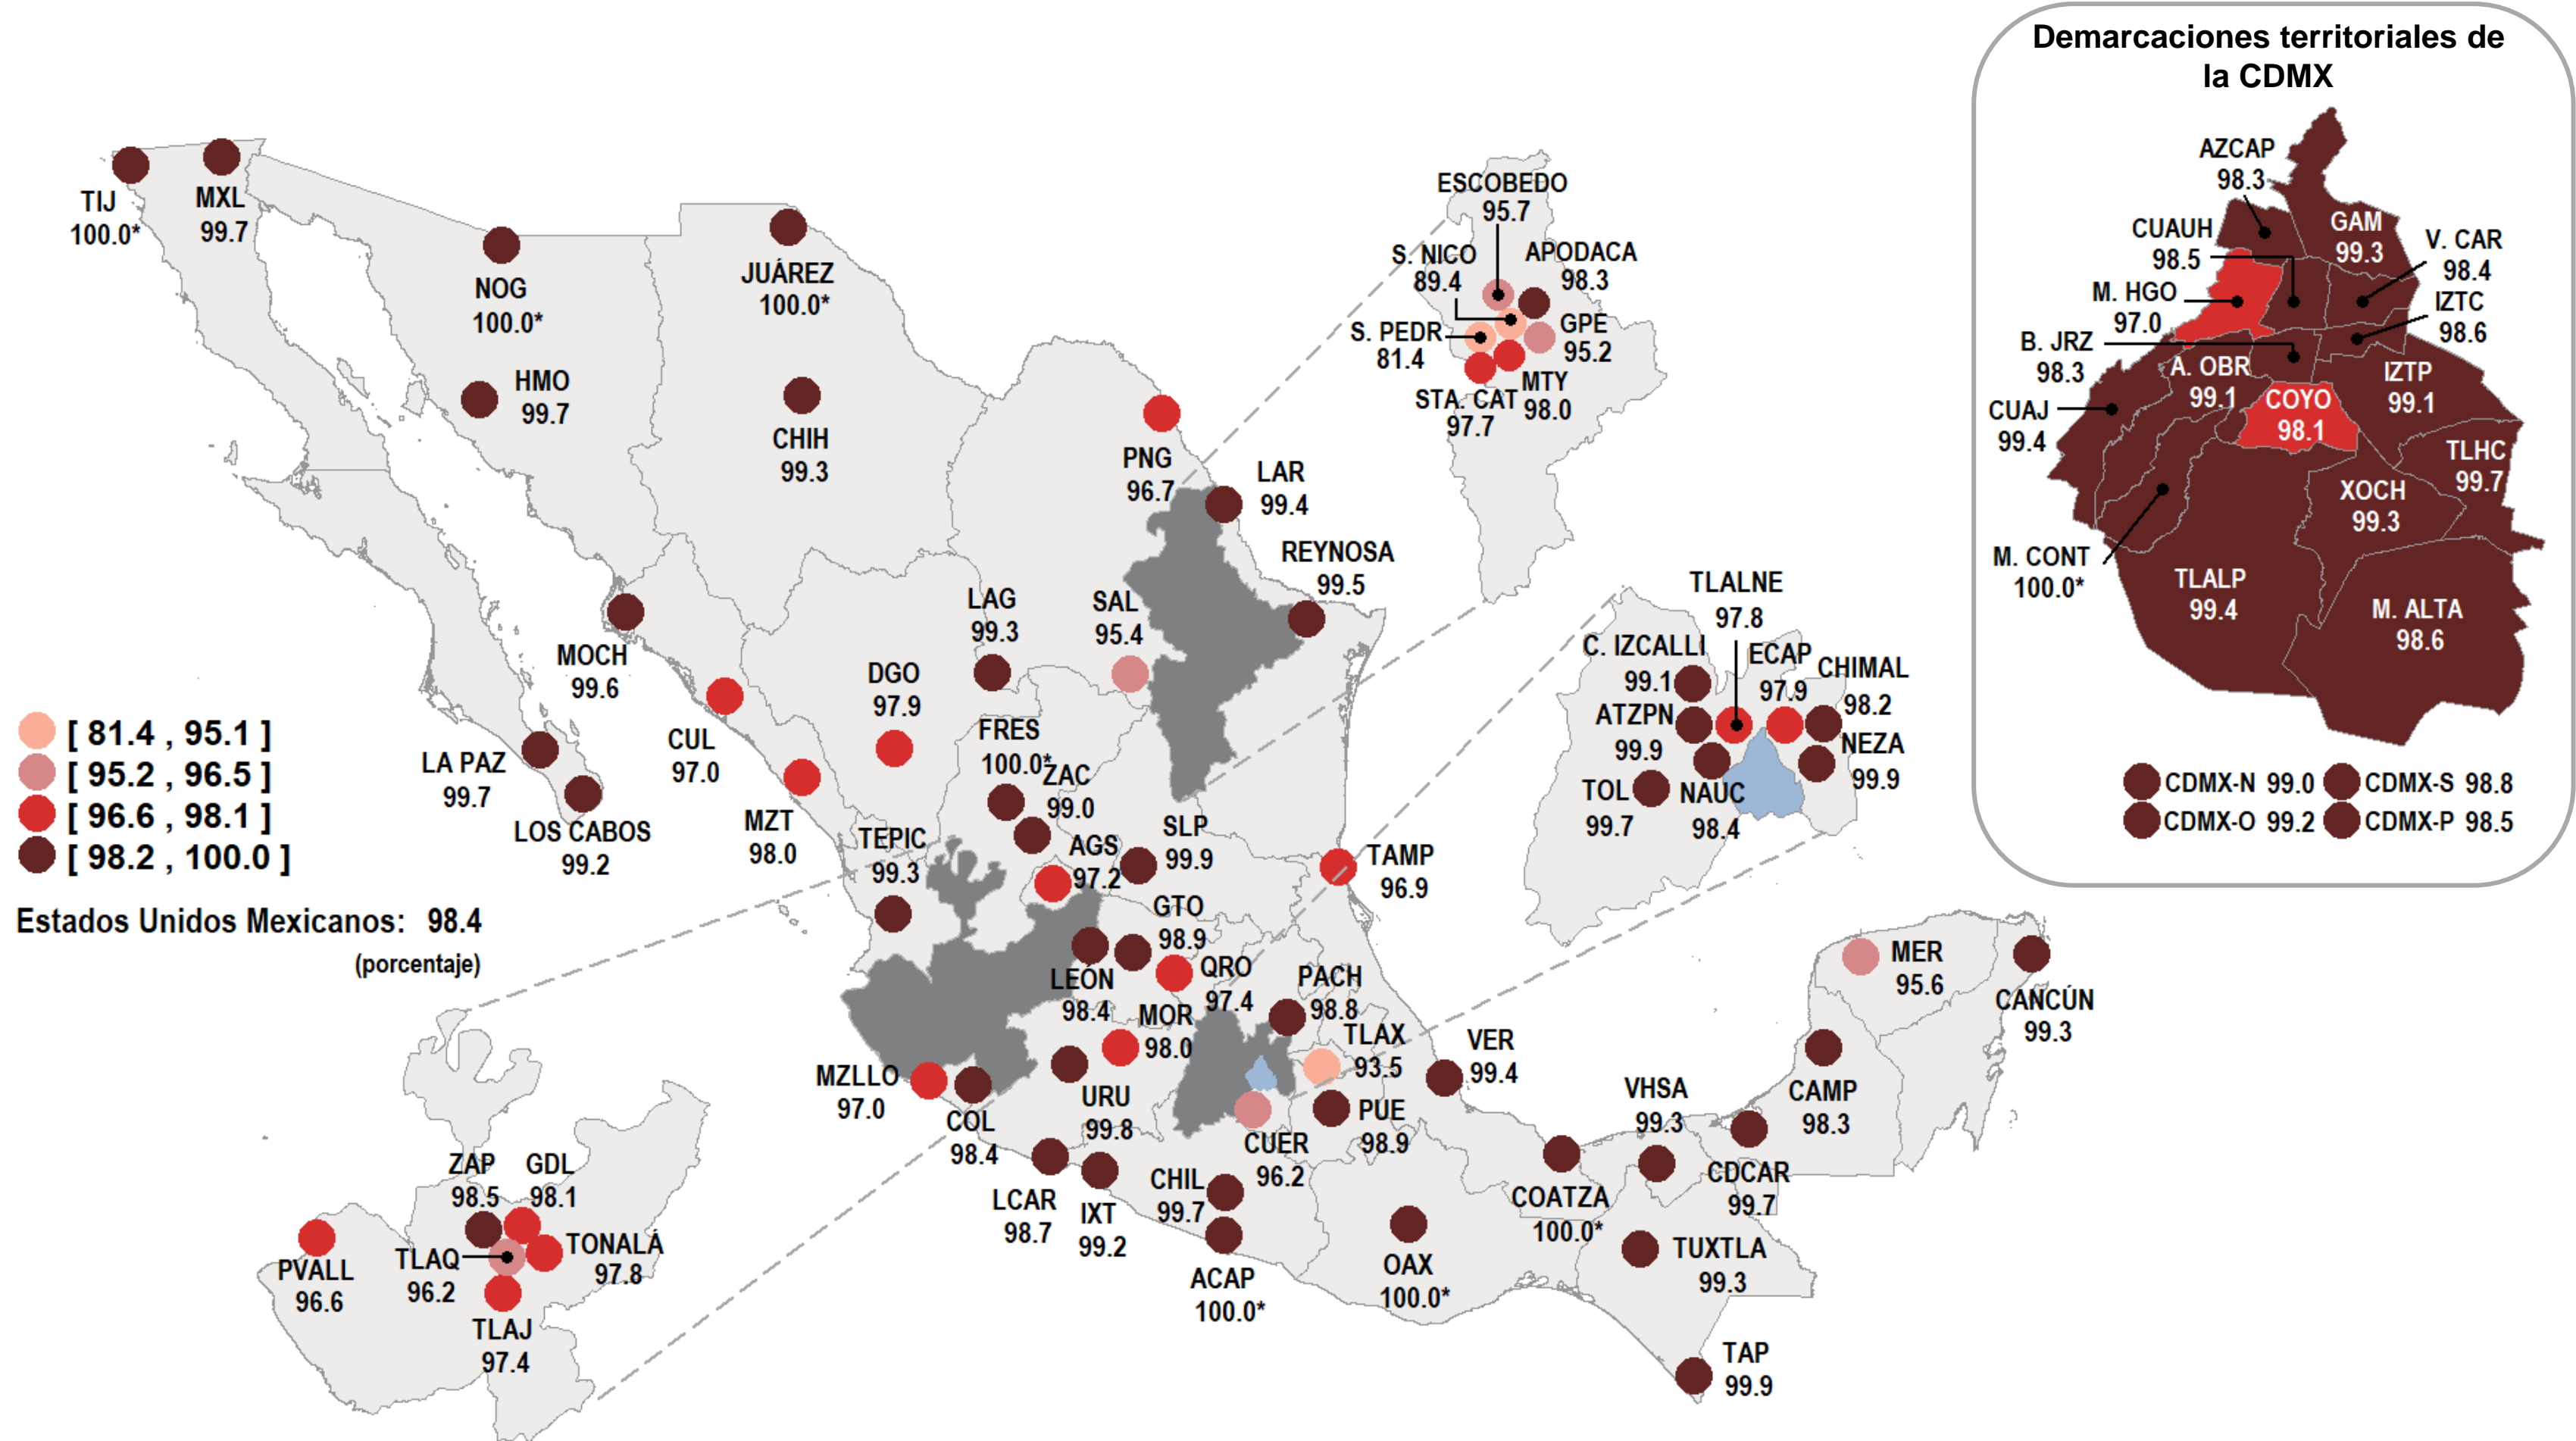 Demarcaciones territoriales de
la CDMX
AZCAP
98.3
CUAUH
98.5
GAM
99.3
V. CAR
98.4
M. HGO
97.0
IZTC
98.6
B. JRZ
98.3
A. OBR
99.1
IZTP
99.1
CUAJ
99.4
COYO
98.1
TLHC
99.7
XOCH
99.3
M. CONT
100.0*
TLALP
99.4
M. ALTA
98.6
CDMX-N 99.0 CDMX-S 98.8
CDMX-O 99.2 CDMX-P 98.5
TIJ
100.0*
MXL
99.7
NOG
100.0*
JUÁREZ
100.0*
HMO
99.7
CHIH
99.3
ESCOBEDO
95.7
S. NICO
89.4
APODACA
98.3
S. PEDR
81.4
GPE
95.2
STA. CAT
97.7
MTY
98.0
PNG
96.7
LAR
99.4
REYNOSA
99.5
LAG
99.3
SAL
95.4
MOCH
99.6
DGO
97.9
CUL
97.0
LA PAZ
99.7
LOS CABOS
99.2
MZT
98.0
FRES
100.0*
ZAC
99.0
TEPIC
99.3
AGS
97.2
SLP
99.9
TAMP
96.9
TLALNE
97.8
C. IZCALLI
99.1
ECAP
97.9
CHIMAL
98.2
ATZPN
99.9
NEZA
99.9
TOL
99.7
NAUC
98.4
[ 81.4 , 95.1 ]
[ 95.2 , 96.5 ]
[ 96.6 , 98.1 ]
[ 98.2 , 100.0 ]
Estados Unidos Mexicanos: 98.4
(porcentaje)
GTO
98.9
LEÓN
98.4
QRO
97.4
PACH
98.8
MOR
98.0
TLAX
93.5
VER
99.4
MZLLO
97.0
COL
98.4
URU
99.8
CUER
96.2
PUE
98.9
LCAR
98.7
IXT
99.2
CHIL
99.7
ACAP
100.0*
OAX
100.0*
COATZA
100.0*
VHSA
99.3
CDCAR
99.7
CAMP
98.3
MER
95.6
CANCÚN
99.3
TUXTLA
99.3
TAP
99.9
ZAP
98.5
GDL
98.1
PVALL
96.6
TLAQ
96.2
TONALÁ
97.8
TLAJ
97.4